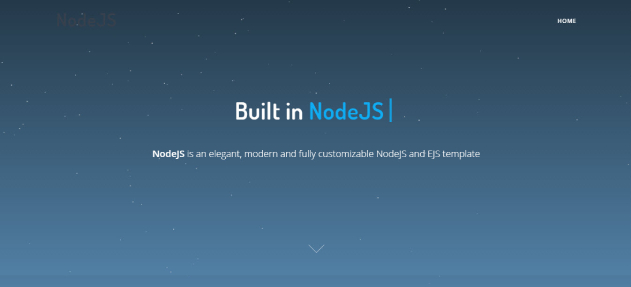 NodeJS
HOME
Built in NodeJS
NodeJS is an elegant, modern and fully customizable NodeJS and EJS template